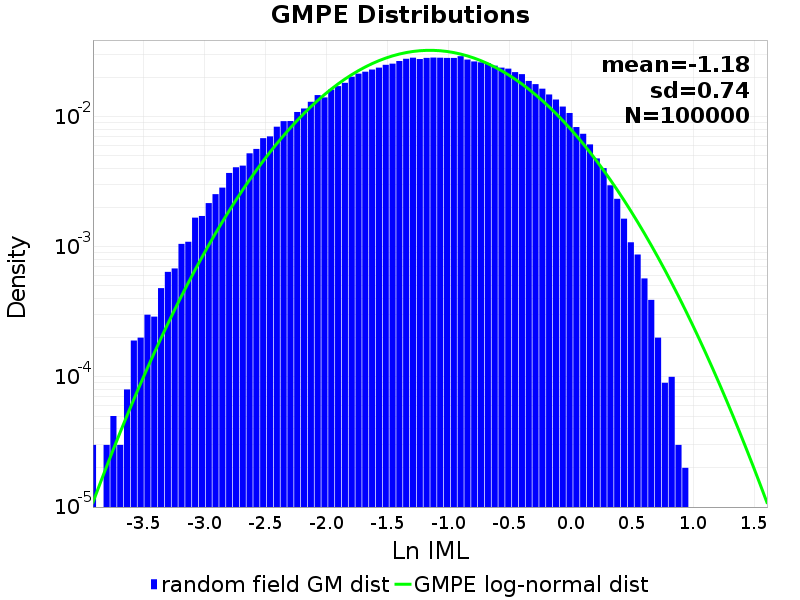 GMPE Distributions
mean=-1.18
sd=0.74
N=100000
Density
10-2
10-3
10-4
10-5
-3.5 -3.0 -2.5 -2.0 -1.5 -1.0 -0.5 0.0 0.5 1.0 1.5
Ln IML
random field GM dist GMPE log-normal dist